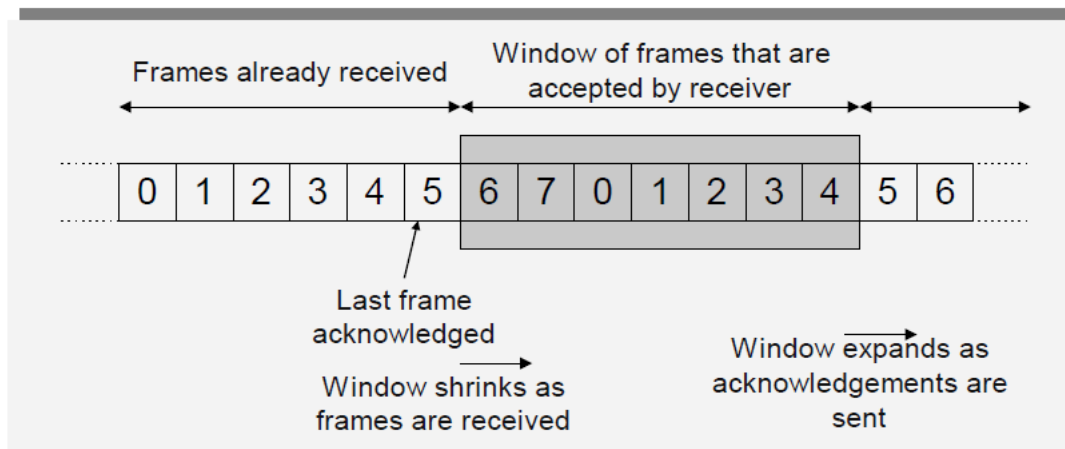 Window of frames that are
Frames already received
accepted by receiver
0 1 2 3 4 5 6 7 0 1 2 3 4 5 6
Last frame
acknowledged
Window shrinks as
frames are received
Window expands as
acknowledgements are
sent